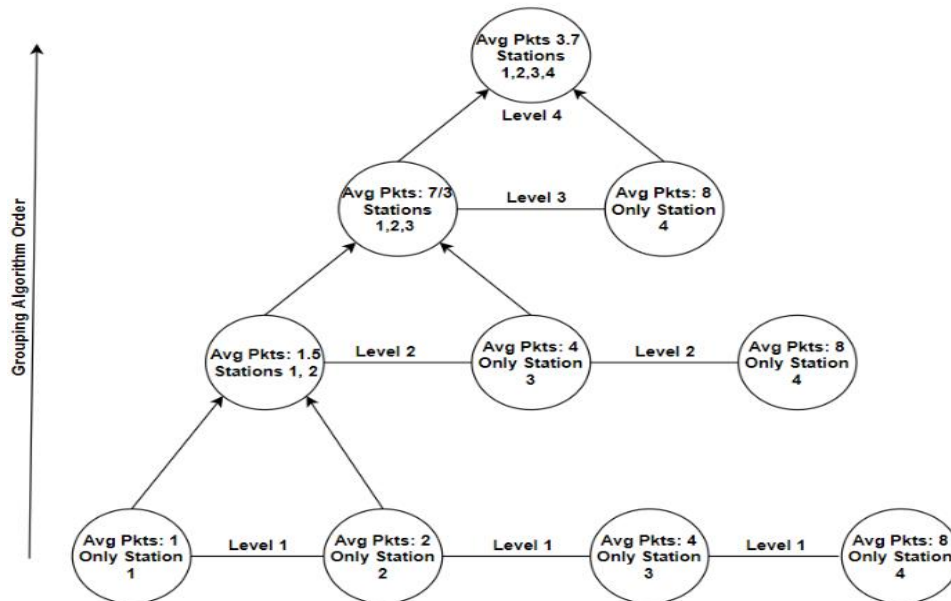 Avg Pkts 3.7
Stations
1,2,3,4
Level 4
Grouping Algorithm Order
Avg Pkts: 7/3
Stations
1,2,3
Level 3
Avg Pkts: 8
Only Station
4
Avg Pkts: 1.5
Stations 1, 2
Level 2
Avg Pkts: 4
Only Station
3
Level 2
Avg Pkts: 8
Only Station
4
Avg Pkts: 1
Only Station
1
Level 1
Avg Pkts: 2
Only Station
2
Level 1
Avg Pkts: 4
Only Station
3
Level 1
Avg Pkts: 8
Only Station
4